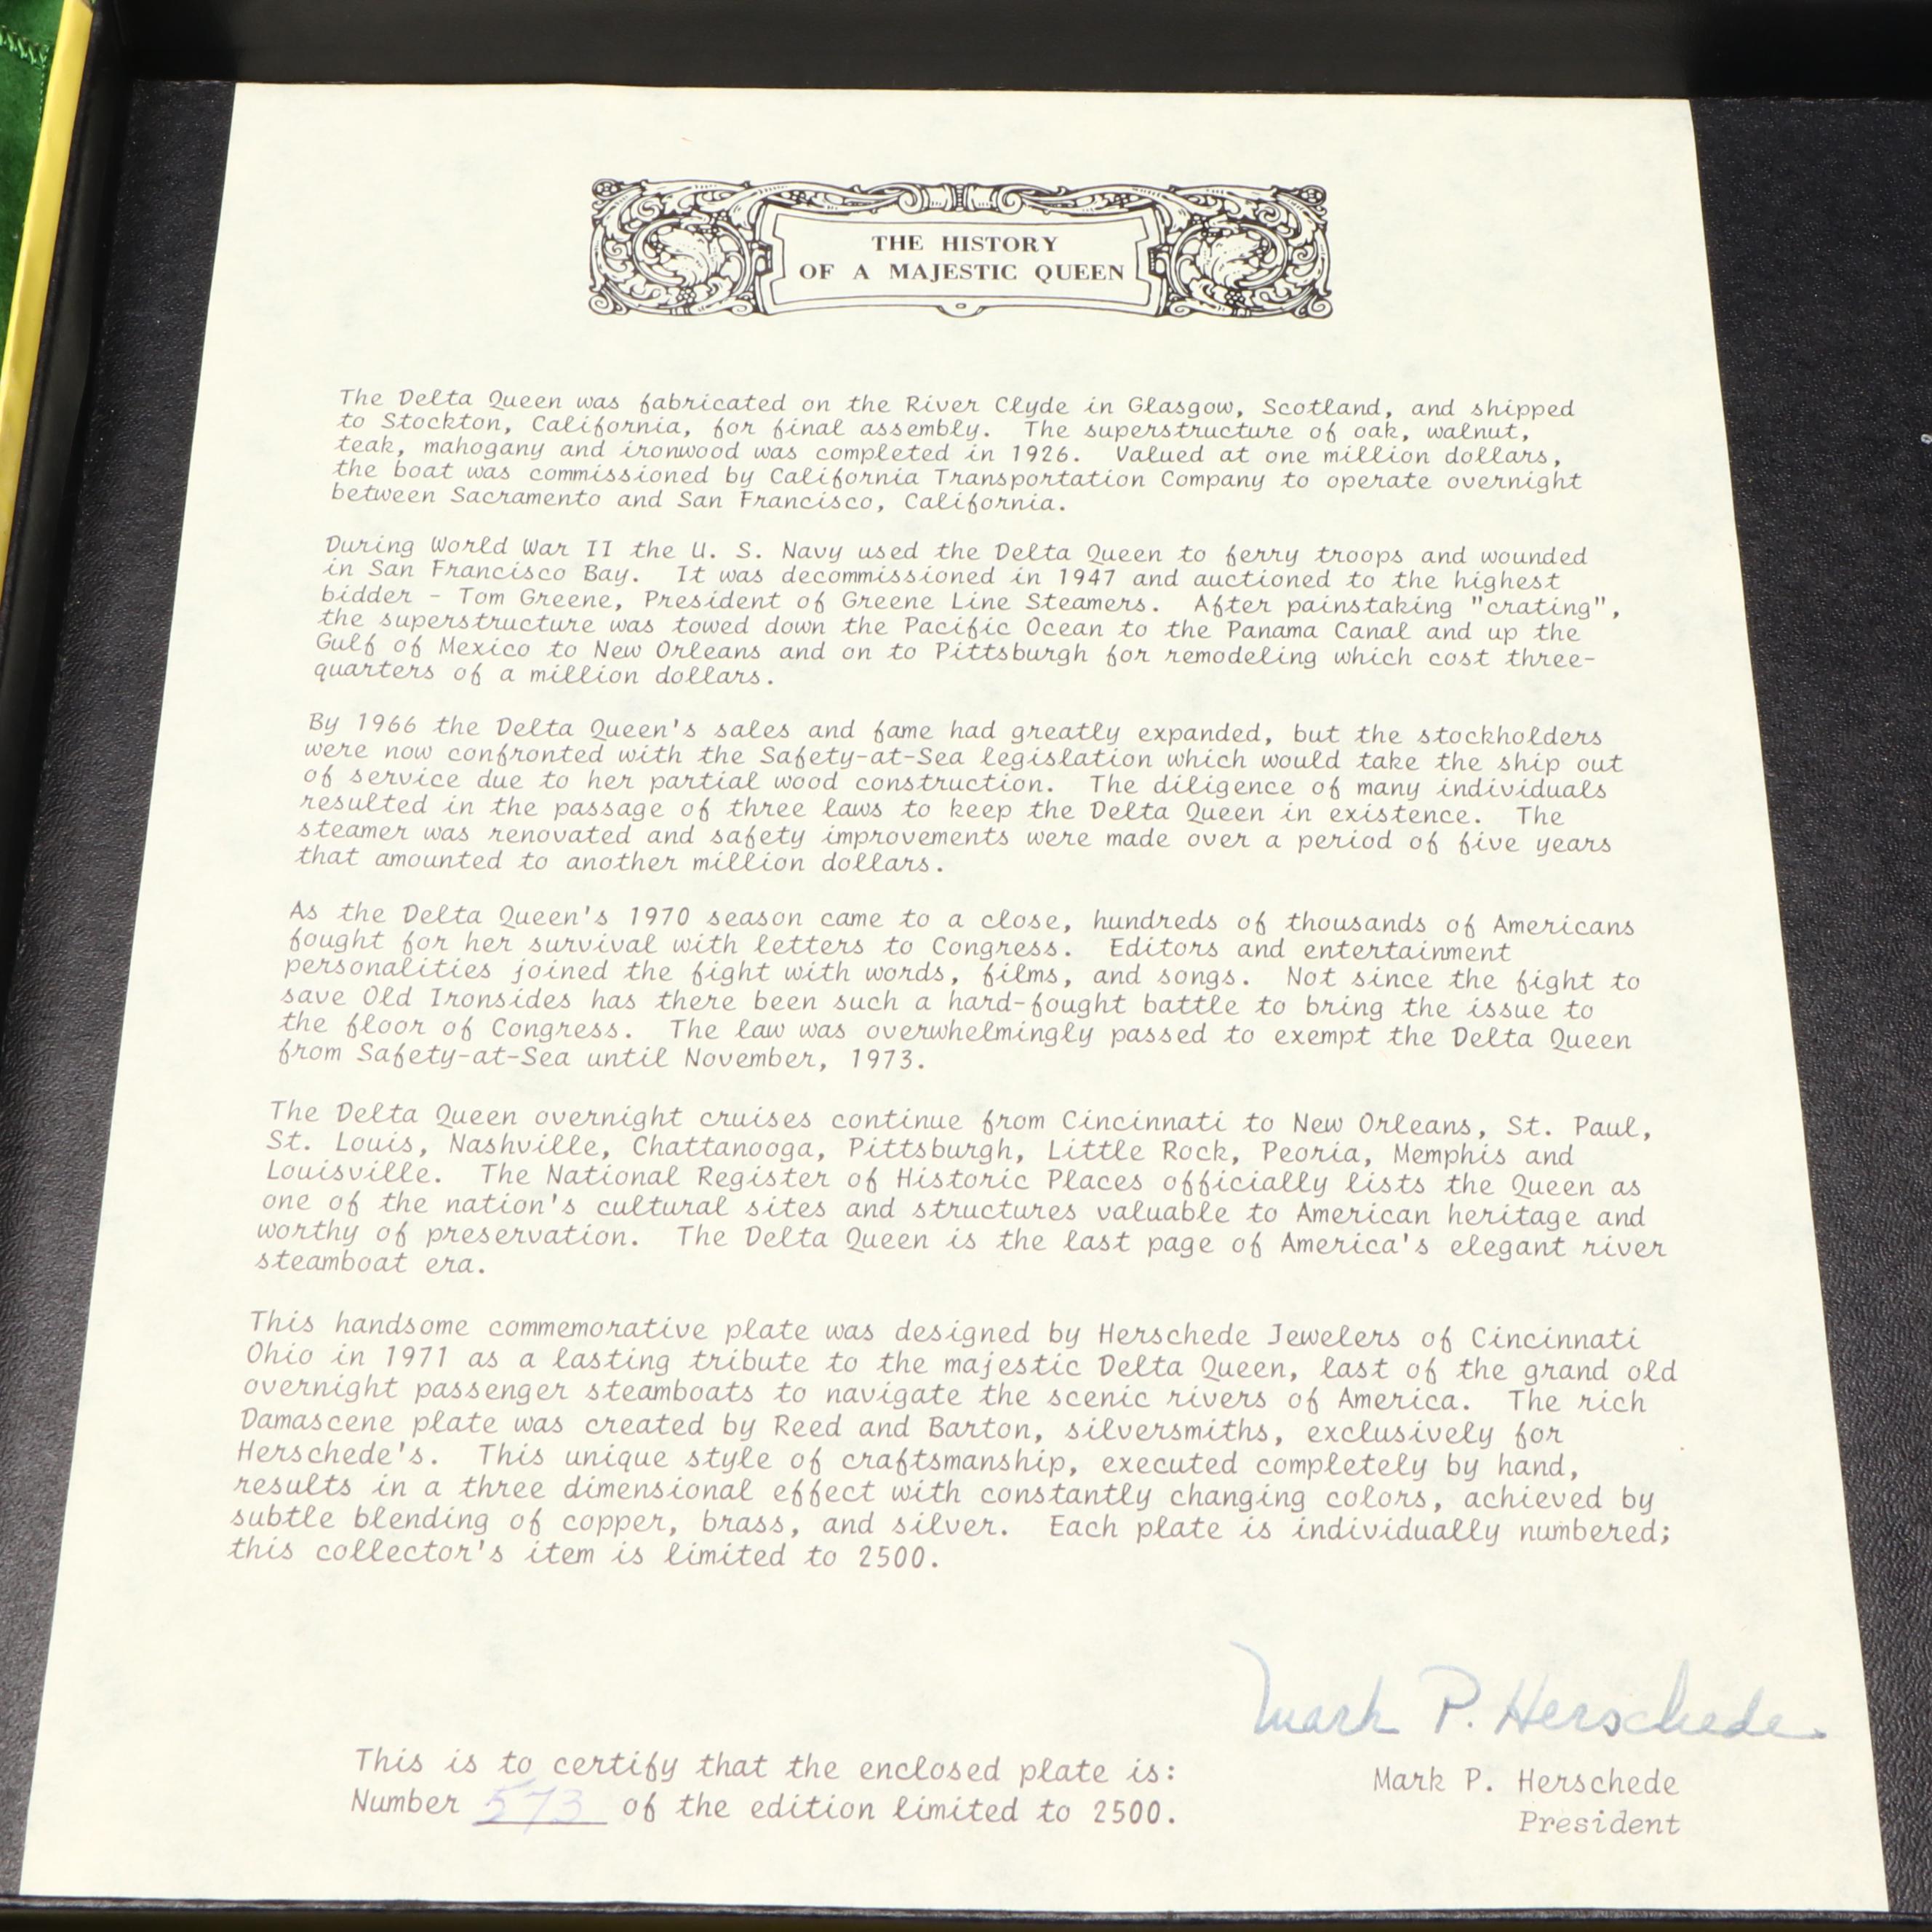 THE HISTORY
OF A MAJESTIC QUEEN
The Delta Queen was fabricated on the River Clyde in Glasgow, Scotland, and shipped
to Stockton, California, for final assembly. The superstructure of oak, walnut,
teak, mahogany and ironwood was completed in 1926. Valued at one million dollars,
the boat was commissioned by California Transportation Company to operate overnight
between Sacramento and San Francisco, California.
During World War II the U. S. Navy used the Delta Queen to ferry troops and wounded
in San Francisco Bay. It was decommissioned in 1947 and auctioned to the highest
bidder - Tom Greene, President of Greene Line Steamers. After painstaking "crating",
the superstructure was towed down the Pacific Ocean to the Panama Canal and up the
Gulf of Mexico to New Orleans and on to Pittsburgh for remodeling which cost three-
quarters of a million dollars.
By 1966 the Delta Queen's sales and fame had greatly expanded, but the stockholders
were now confronted with the Safety-at-Sea legislation which would take the ship out
of service due to her partial wood construction. The diligence of many individuals
resulted in the passage of three laws to keep the Delta Queen in existence. The
steamer was renovated and safety improvements were made over a period of five years
that amounted to another million dollars.
As the Delta Queen's 1970 season came to a close, hundreds of thousands of Americans
fought for her survival with letters to Congress. Editors and entertainment
personalities joined the fight with words, films, and songs. Not since the fight to
save Old Ironsides has there been such a hard-fought battle to bring the issue to
the floor of Congress. The law was overwhelmingly passed to exempt the Delta Queen
from Safety-at-Sea until November, 1973.
The Delta Queen overnight cruises continue from Cincinnati to New Orleans, St. Paul,
St. Louis, Nashville, Chattanooga, Pittsburgh, Little Rock, Peoria, Memphis and
Louisville. The National Register of Historic Places officially lists the Queen as
one of the nation's cultural sites and structures valuable to American heritage and
worthy of preservation. The Delta Queen is the last page of America's elegant river
steamboat era.
This handsome commemorative plate was designed by Herschede Jewelers of Cincinnati
Ohio in 1971 as a lasting tribute to the majestic Delta Queen, last of the grand old
overnight passenger steamboats to navigate the scenic rivers of America. The rich
Damascene plate was created by Reed and Barton, silversmiths, exclusively for
Herschede's. This unique style of craftsmanship, executed completely by hand,
results in a three dimensional effect with constantly changing colors, achieved by
subtle blending of copper, brass, and silver. Each plate is individually numbered;
this collector's item is limited to 2500.
Mark P. Herschede
This is to certify that the enclosed plate is:
Number 573 of the edition limited to 2500.
Mark P. Herschede
President